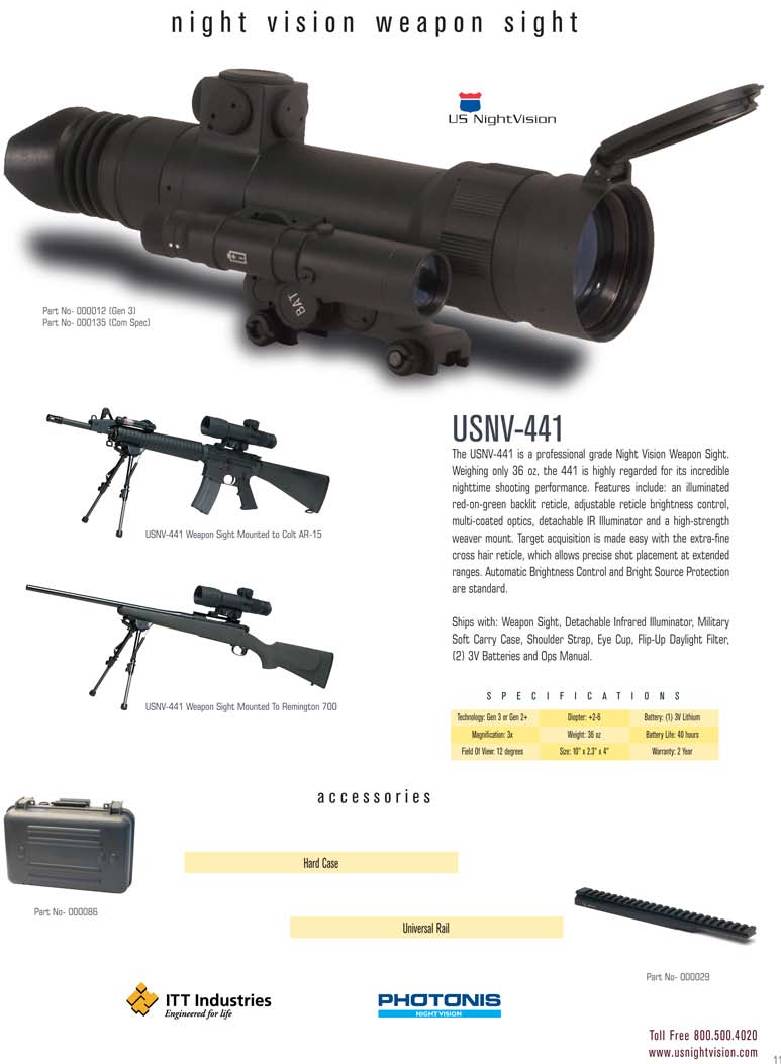 night vision weapon sight
US NightVision
BAT
Part No- 000012 (Gen 3)
Part No- 000135 (Com Spec)
USNV-441
The USNV-441 is a professional grade Night Vision Weapon Sight.
Weighing only 36 oz, the 441 is highly regarded for its incredible
nighttime shooting performance. Features include: an illuminated
red-on-green backlit reticle, adjustable reticle brightness control,
multi-coated optics, detachable IR Illuminator and a high-strength
weaver mount. Target acquisition is made easy with the extra-fine
cross hair reticle, which allows precise shot placement at extended
ranges. Automatic Brightness Control and Bright Source Protection
are standard.
USNV-441 Weapon Sight Mounted to Colt AR-15
Ships with: Weapon Sight, Detachable Infrared Illuminator, Military
Soft Carry Case, Shoulder Strap, Eye Cup, Flip-Up Daylight Filter,
(2) 3V Batteries and Ops Manual.
USNV-441 Weapon Sight Mounted To Remington 700
SPECIFICATIONS
Technology: Gen 3 or Gen 2+ Diopter: +2-6 Battery: (1) 3V Lithium
Magnification: 3x Weight: 36 oz Battery Life: 40 hours
Field Of View: 12 degrees Size: 10" x 2.3" x 4" Warranty: 2 Year
accessories
Hard Case
Part No- 000086
Universal Rail
Part No- 000029
ITT Industries
Engineered for life
PHOTONIS
NIGHT VISION
Toll Free 800.500.4020
www.usnightvision.com
11